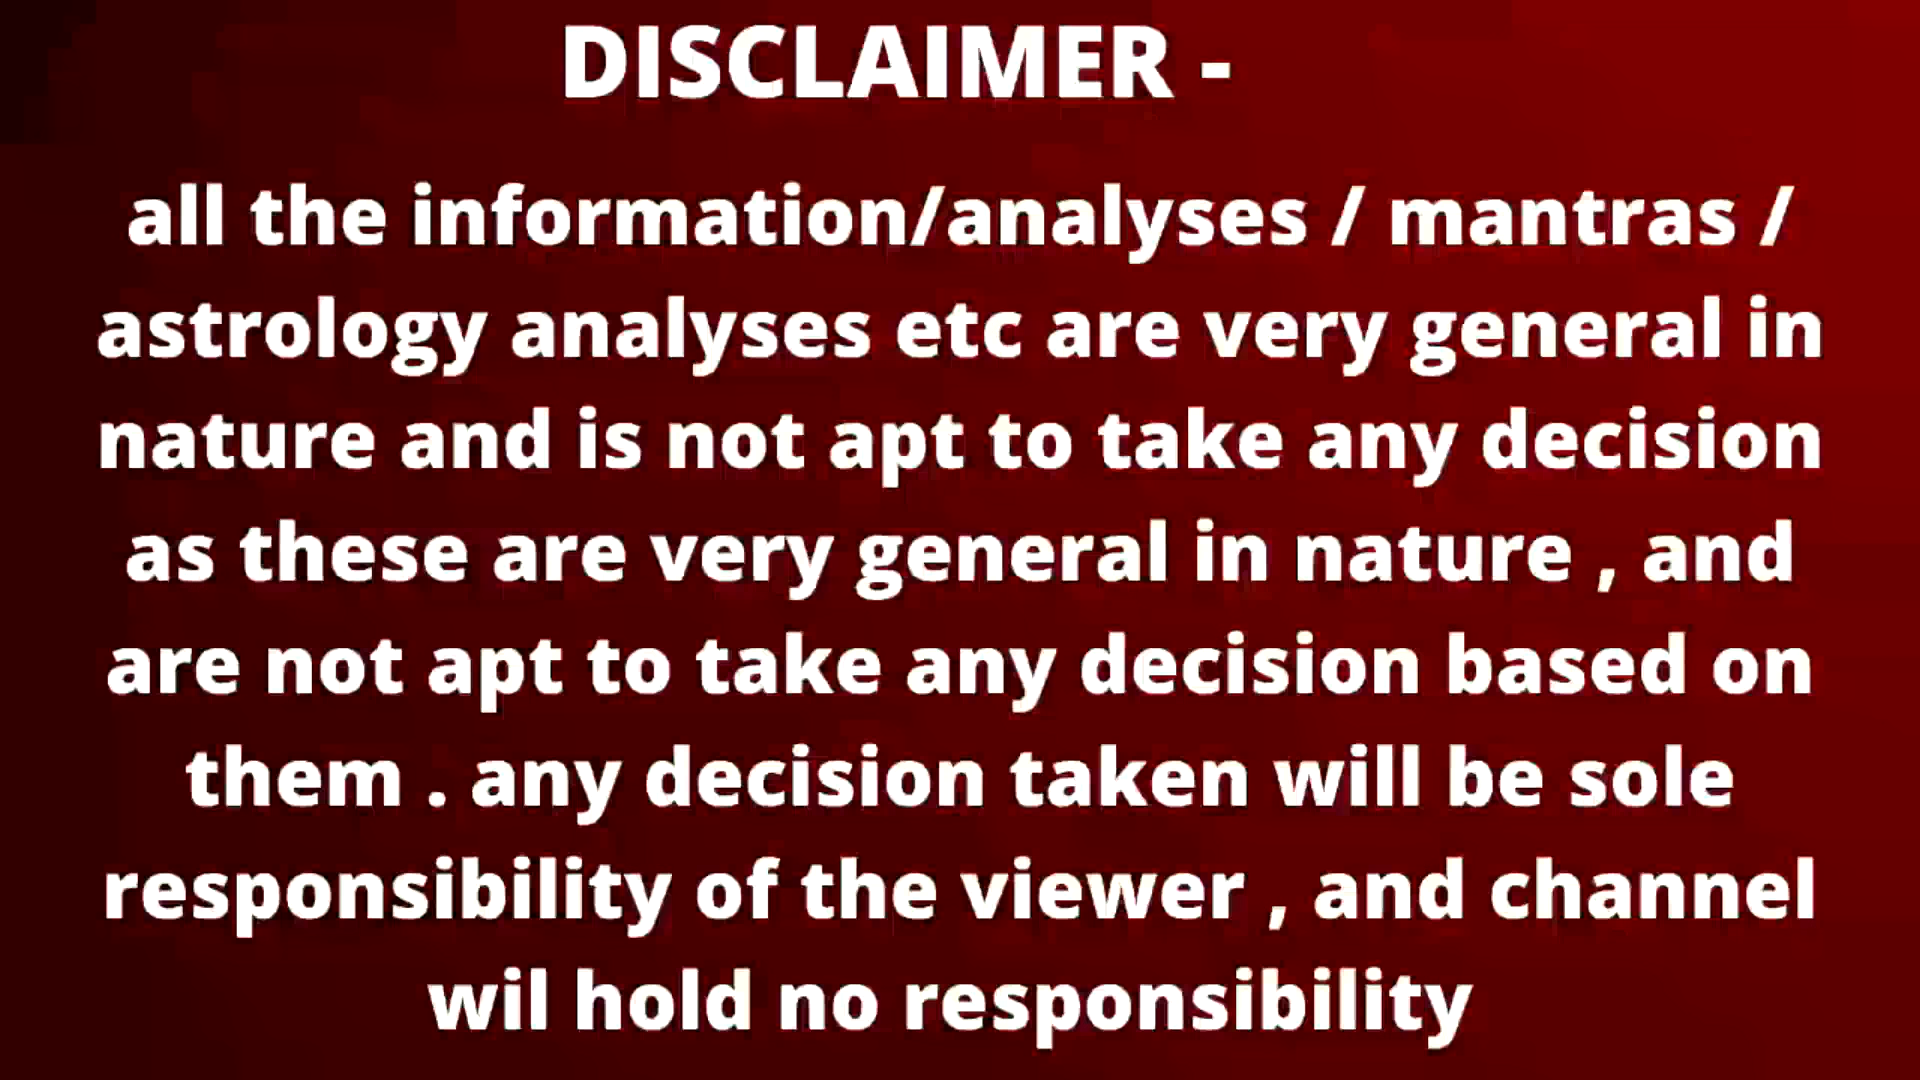 DISCLAIMER -
all the information/analyses / mantras /
astrology analyses etc are very general in
nature and is not apt to take any decision
as these are very general in nature , and
are not apt to take any decision based on
them . any decision taken will be sole
responsibility of the viewer , and channel
wil hold no responsibility